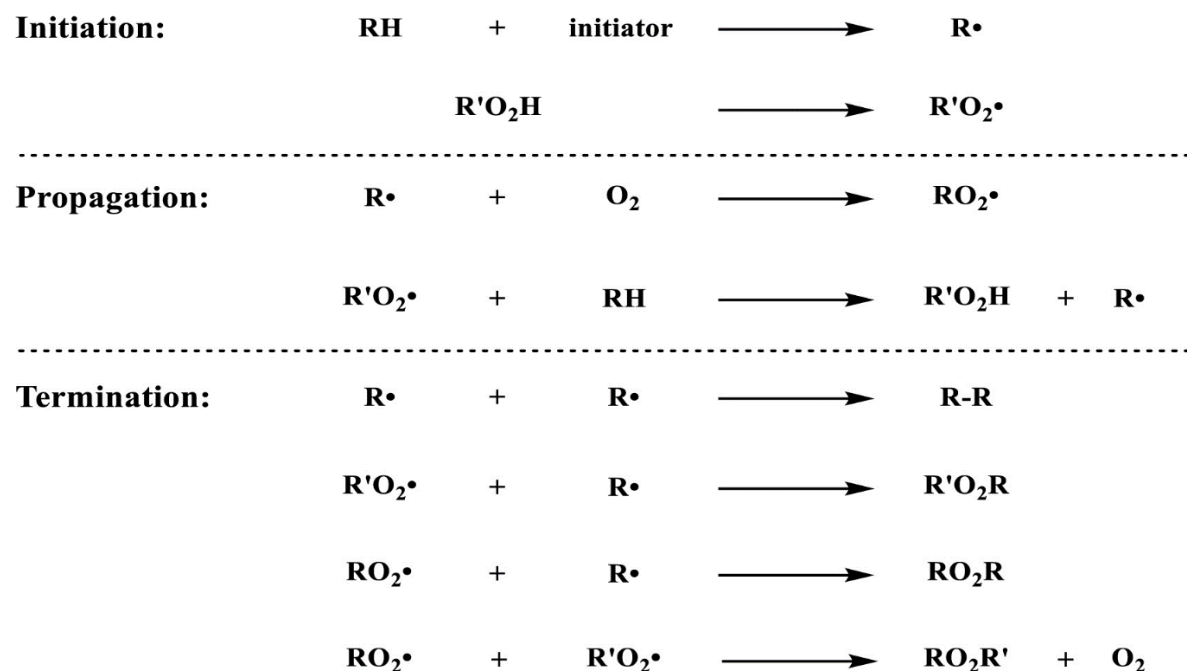 Initiation: RH + initiator ⟶ R•
R'O₂H ⟶ R'O₂•
Propagation: R• + O₂ ⟶ RO₂•
R'O₂• + RH ⟶ R'O₂H + R•
Termination: R• + R• ⟶ R-R
R'O₂• + R• ⟶ R'O₂R
RO₂• + R• ⟶ RO₂R
RO₂• + R'O₂• ⟶ RO₂R' + O₂